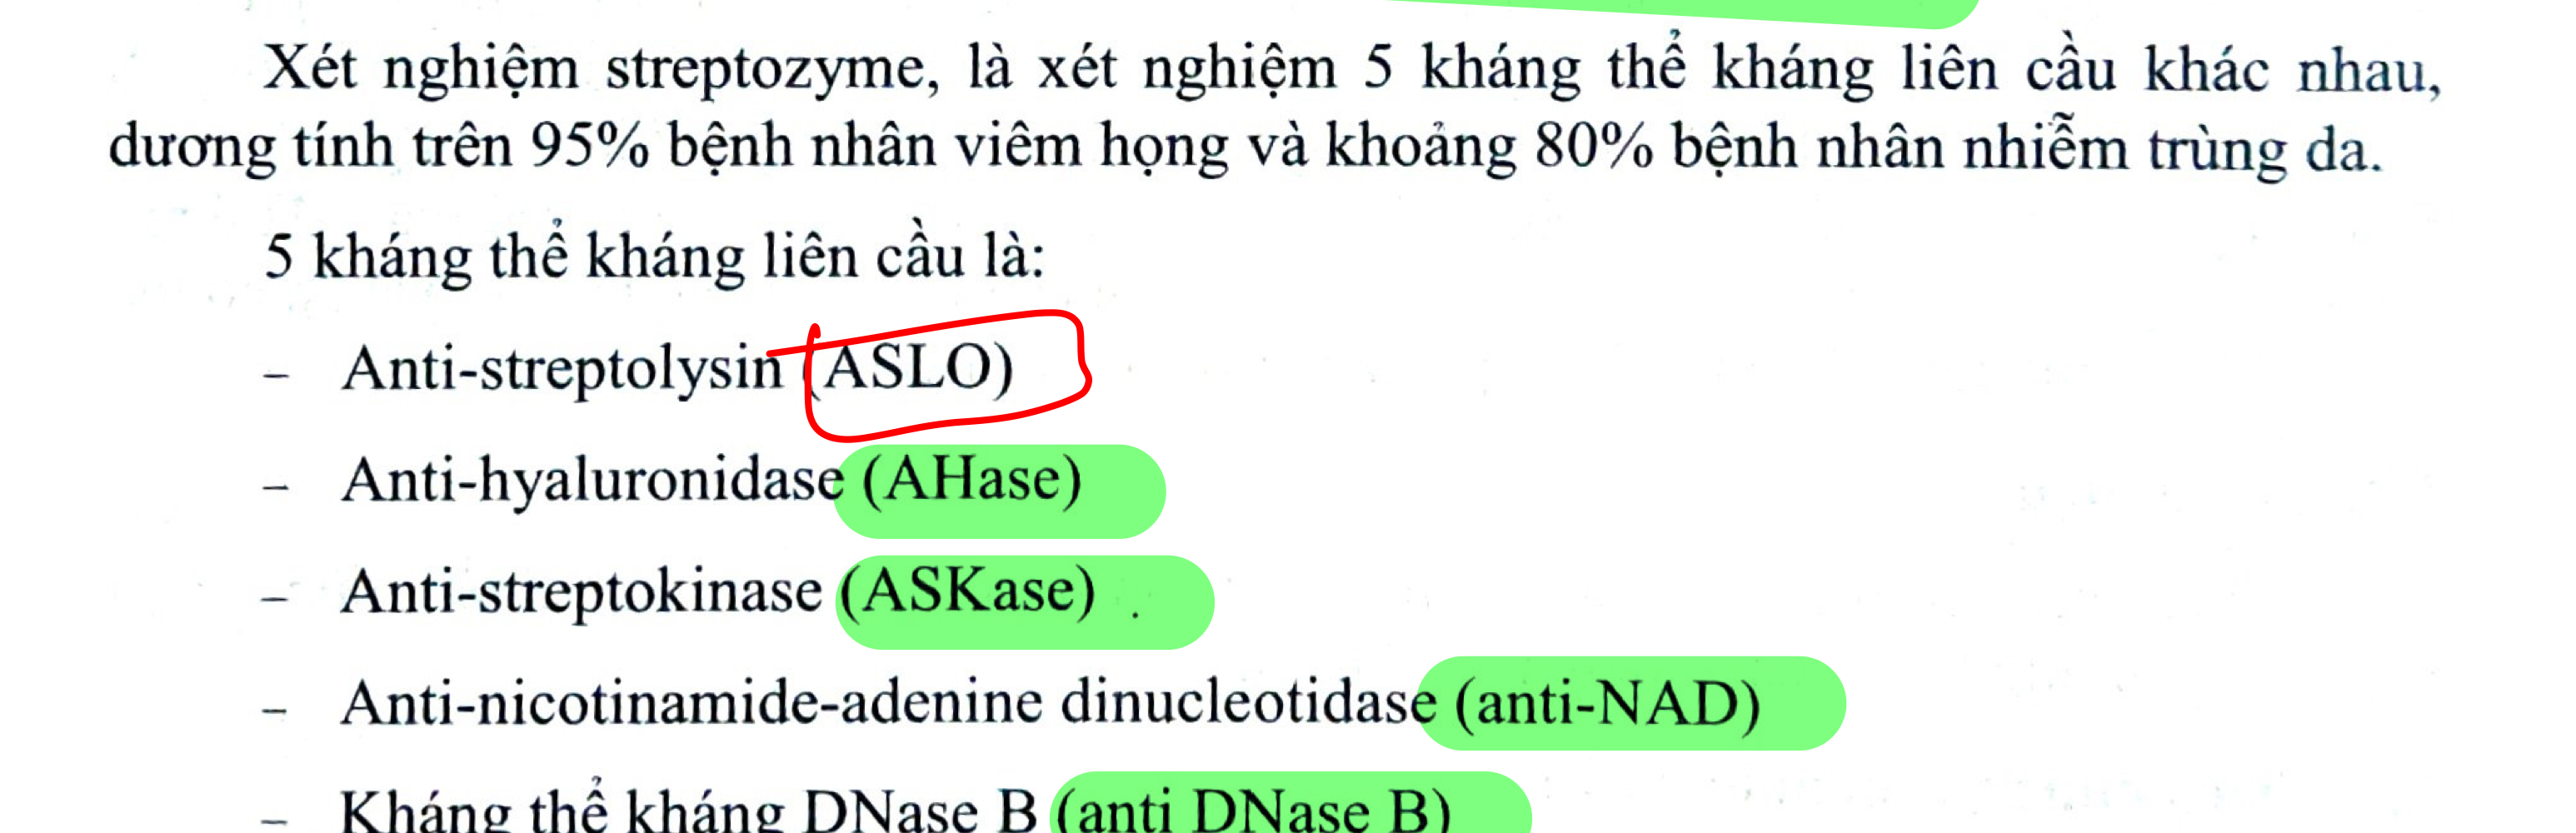 Xét nghiệm streptozyme, là xét nghiệm 5 kháng thể kháng liên cầu khác nhau,
dương tính trên 95% bệnh nhân viêm họng và khoảng 80% bệnh nhân nhiễm trùng da.
5 kháng thể kháng liên cầu là:
- Anti-streptolysin (ASLO)
- Anti-hyaluronidase (AHase)
- Anti-streptokinase (ASKase) .
- Anti-nicotinamide-adenine dinucleotidase (anti-NAD)
- Kháng thể kháng DNase B (anti DNase B)